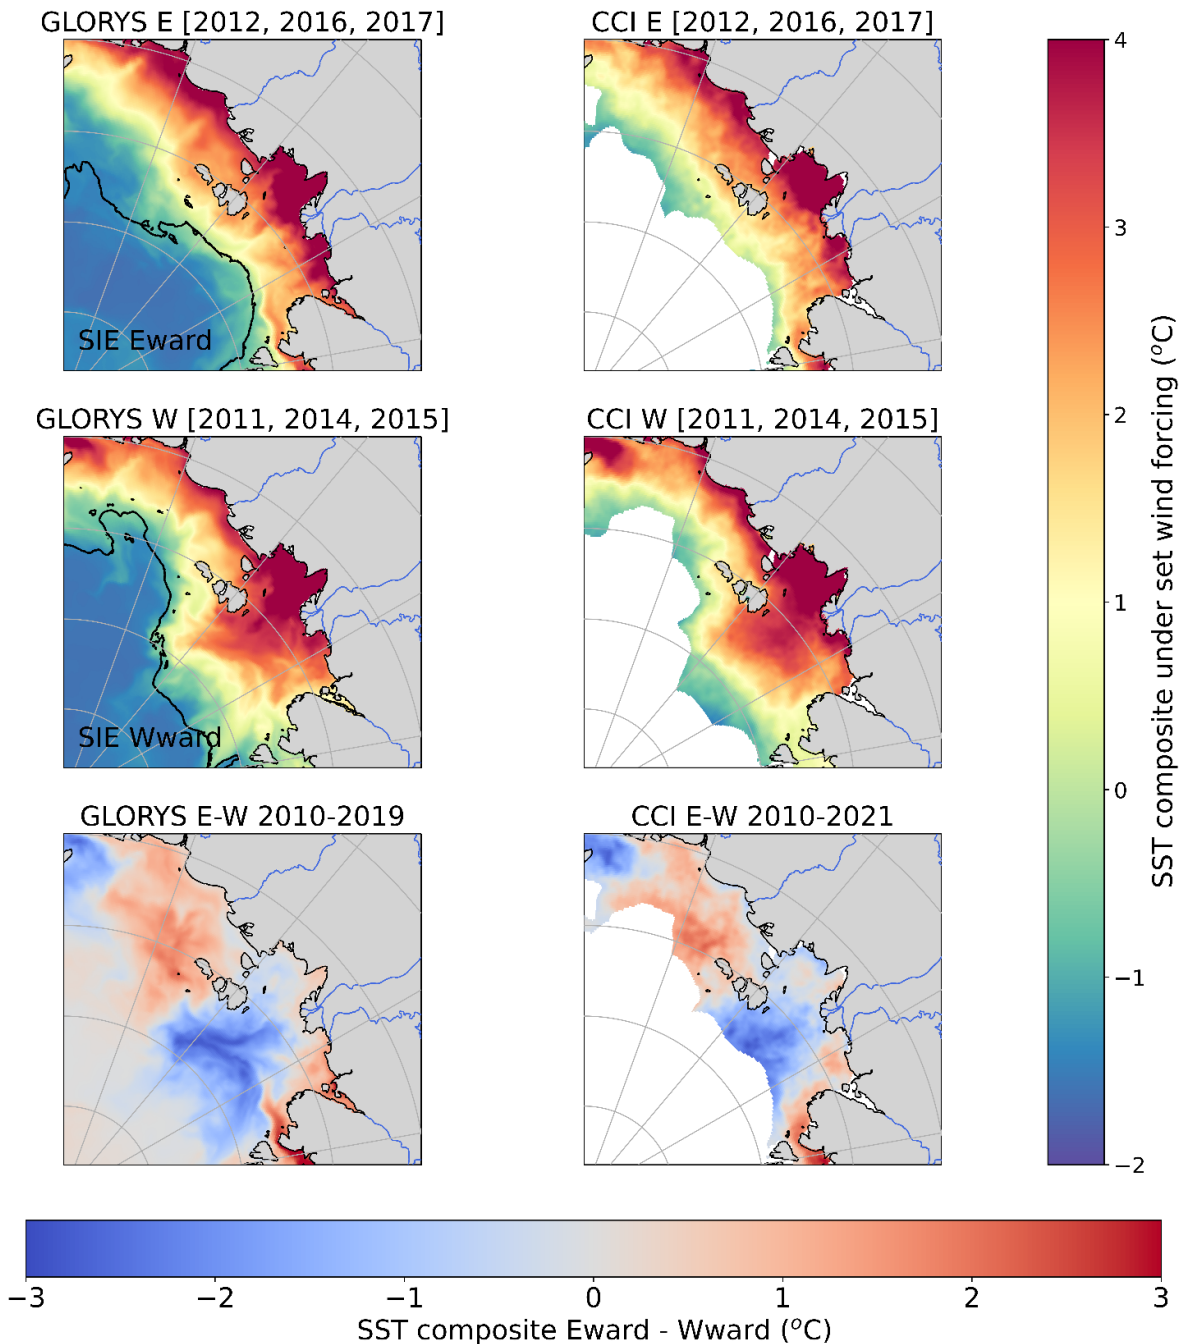 GLORYS E [2012, 2016, 2017]
CCI E [2012, 2016, 2017]
SIE Eward
GLORYS W [2011, 2014, 2015]
CCI W [2011, 2014, 2015]
SIE Wward
GLORYS E-W 2010-2019
CCI E-W 2010-2021
4
3
2
1
0
−1
−2
SST composite under set wind forcing (°C)
−3 −2 −1 0 1 2 3
SST composite Eward - Wward (°C)